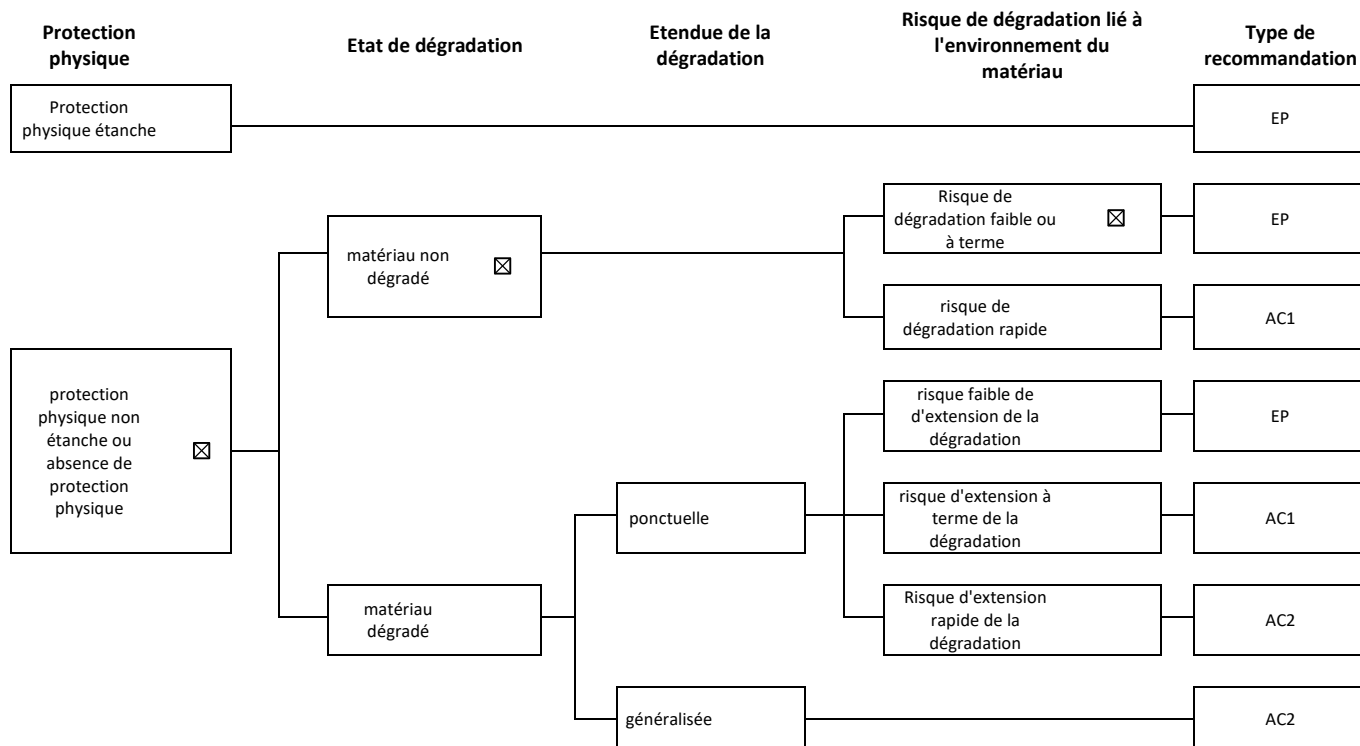 Protection
physique
Etat de dégradation
Etendue de la
dégradation
Risque de dégradation lié à
l'environnement du
matériau
Type de
recommandation
Protection
physique étanche
EP
matériau non
dégradé
Risque de
dégradation faible ou
à terme
EP
risque de
dégradation rapide
AC1
protection
physique non
étanche ou
absence de
protection
physique
risque faible de
d'extension de la
dégradation
EP
ponctuelle
risque d'extension à
terme de la
dégradation
AC1
matériau
dégradé
Risque d'extension
rapide de la
dégradation
AC2
généralisée
AC2